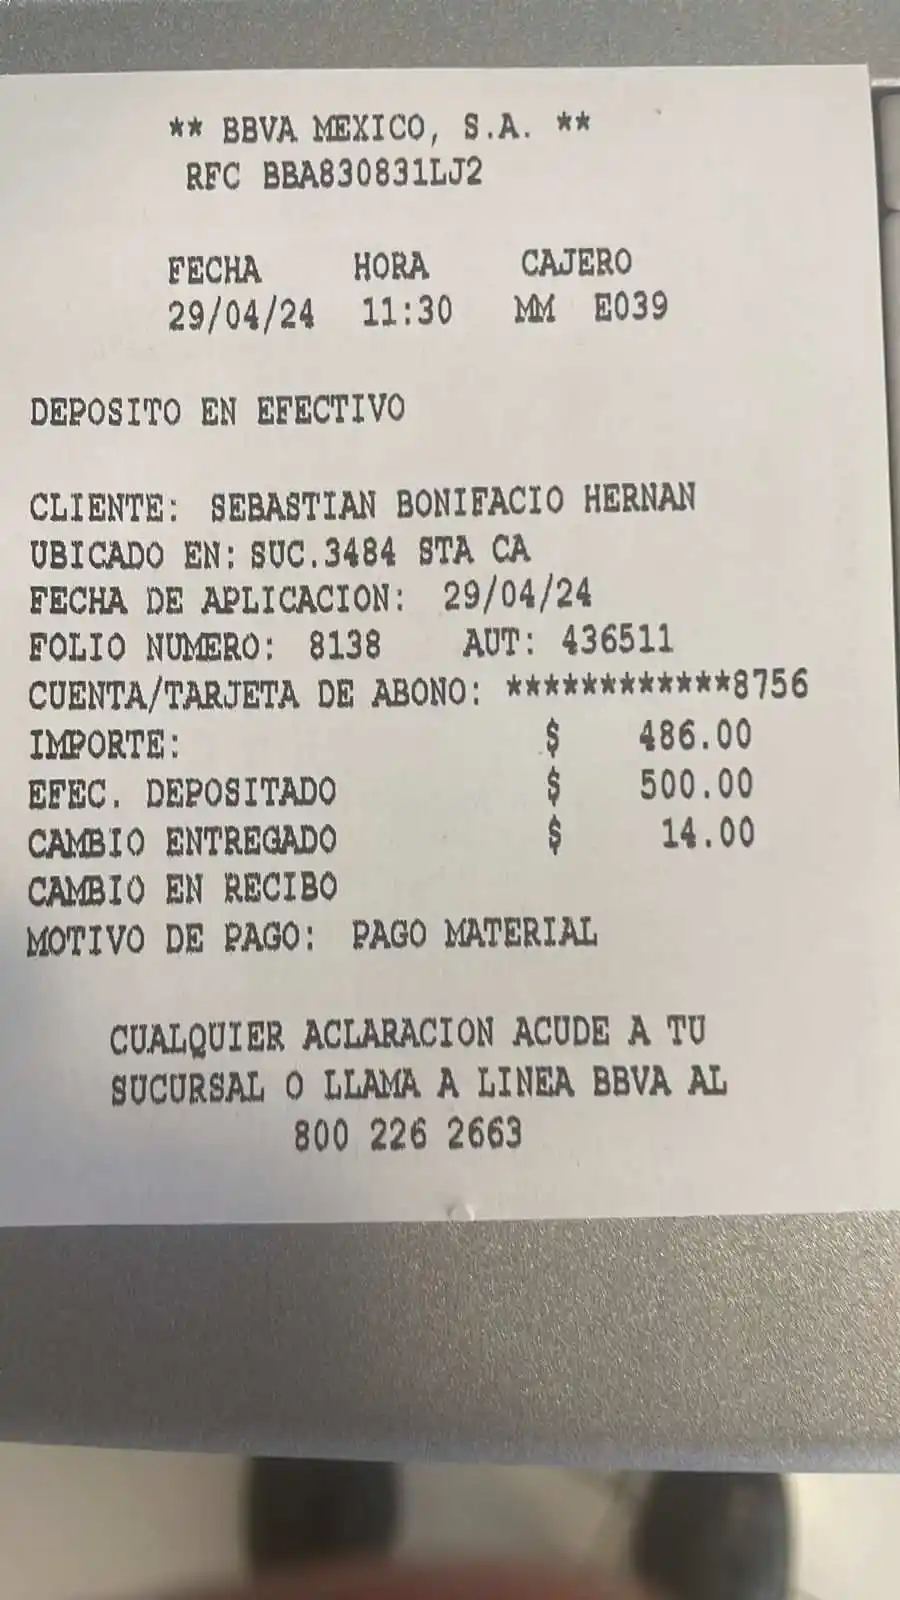 ** BBVA MEXICO, S.A. **
RFC BBA830831LJ2
FECHA HORA CAJERO
29/04/24 11:30 MM E039
DEPOSITO EN EFECTIVO
CLIENTE: SEBASTIAN BONIFACIO HERNAN
UBICADO EN: SUC.3484 STA CA
FECHA DE APLICACION: 29/04/24
FOLIO NUMERO: 8138 AUT: 436511
CUENTA/TARJETA DE ABONO: ************8756
IMPORTE: $ 486.00
EFEC. DEPOSITADO $ 500.00
CAMBIO ENTREGADO $ 14.00
CAMBIO EN RECIBO
MOTIVO DE PAGO: PAGO MATERIAL
CUALQUIER ACLARACION ACUDE A TU
SUCURSAL O LLAMA A LINEA BBVA AL
800 226 2663